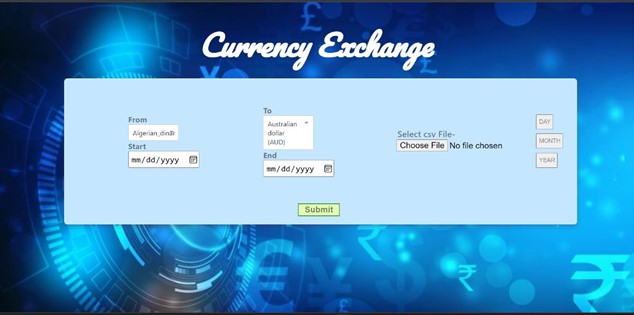 Currency Exchange
From
Start
mm/dd/yyyy
To
Australian
dollar
(AUD)
End
mm/dd/yyyy
Select csv File-
Choose File No file chosen
DAY
MONTH
YEAR
Submit